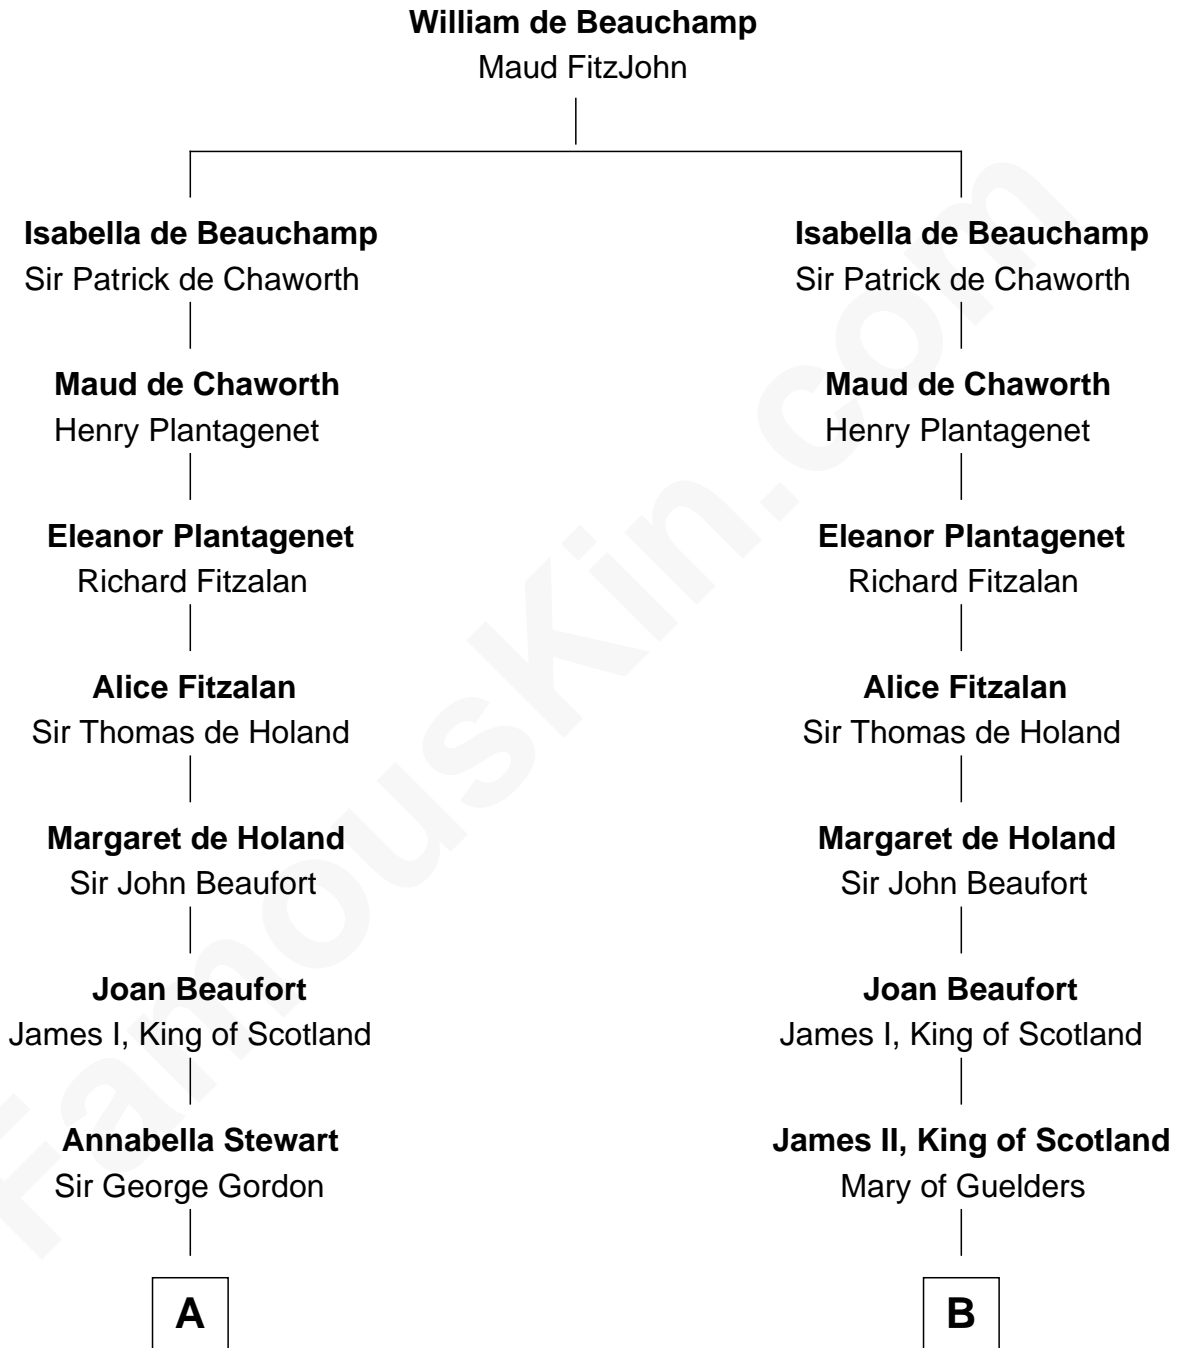 William de Beauchamp
Maud FitzJohn
Isabella de Beauchamp
Sir Patrick de Chaworth
Maud de Chaworth
Henry Plantagenet
Eleanor Plantagenet
Richard Fitzalan
Alice Fitzalan
Sir Thomas de Holand
Margaret de Holand
Sir John Beaufort
Joan Beaufort
James I, King of Scotland
Annabella Stewart
Sir George Gordon
A
Isabella de Beauchamp
Sir Patrick de Chaworth
Maud de Chaworth
Henry Plantagenet
Eleanor Plantagenet
Richard Fitzalan
Alice Fitzalan
Sir Thomas de Holand
Margaret de Holand
Sir John Beaufort
Joan Beaufort
James I, King of Scotland
James II, King of Scotland
Mary of Guelders
B
FamousKin.com